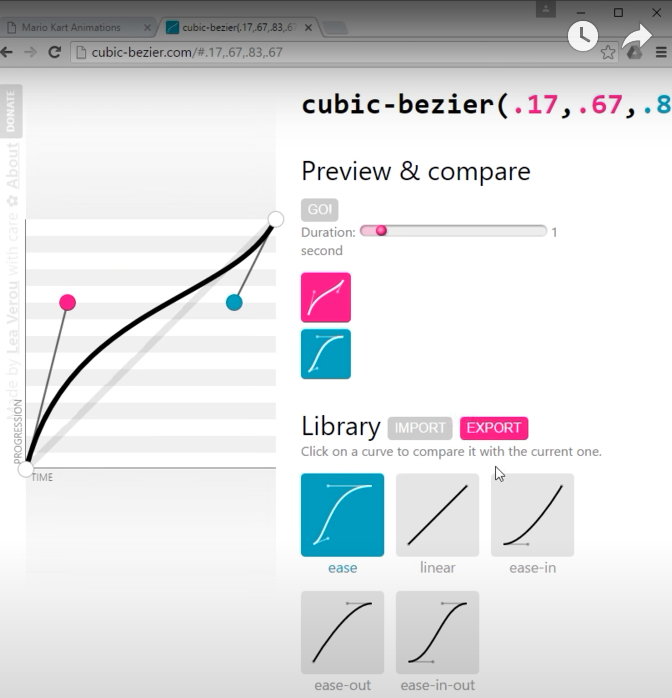 Mario Kart Animations
cubic-bezier(.17,.67,.83,.6
cubic-bezier.com/#.17,.67,.83,.67
DONATE
Made by Lea Verou with care ✿ About
cubic-bezier(.17,.67,.8
Preview & compare
GO!
Duration: 1
second
Library IMPORT EXPORT
Click on a curve to compare it with the current one.
PROGRESSION
TIME
ease linear ease-in
ease-out ease-in-out